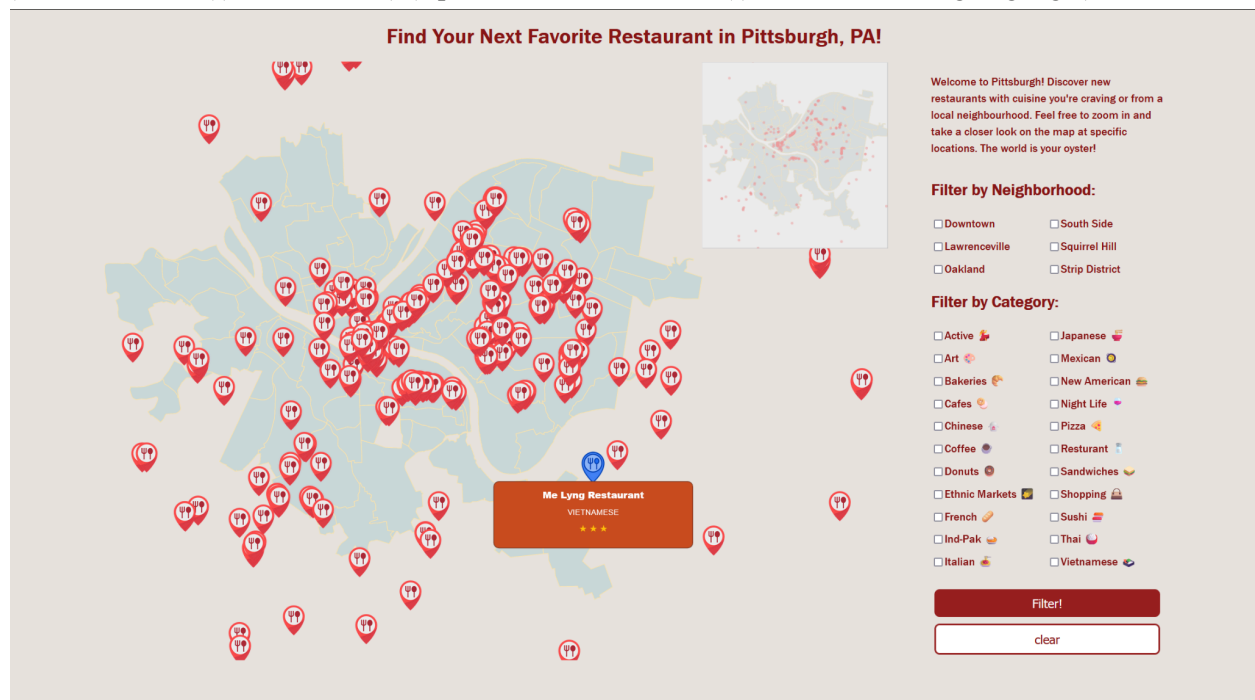 Find Your Next Favorite Restaurant in Pittsburgh, PA!
Welcome to Pittsburgh! Discover new
restaurants with cuisine you're craving or from a
local neighbourhood. Feel free to zoom in and
take a closer look on the map at specific
locations. The world is your oyster!
Filter by Neighborhood:
Downtown
South Side
Lawrenceville
Squirrel Hill
Oakland
Strip District
Filter by Category:
Active
Japanese
Art
Mexican
Bakeries
New American
Cafes
Night Life
Chinese
Pizza
Coffee
Resturant
Donuts
Sandwiches
Ethnic Markets
Shopping
French
Sushi
Ind-Pak
Thai
Italian
Vietnamese
Filter!
clear
Me Lyng Restaurant
VIETNAMESE